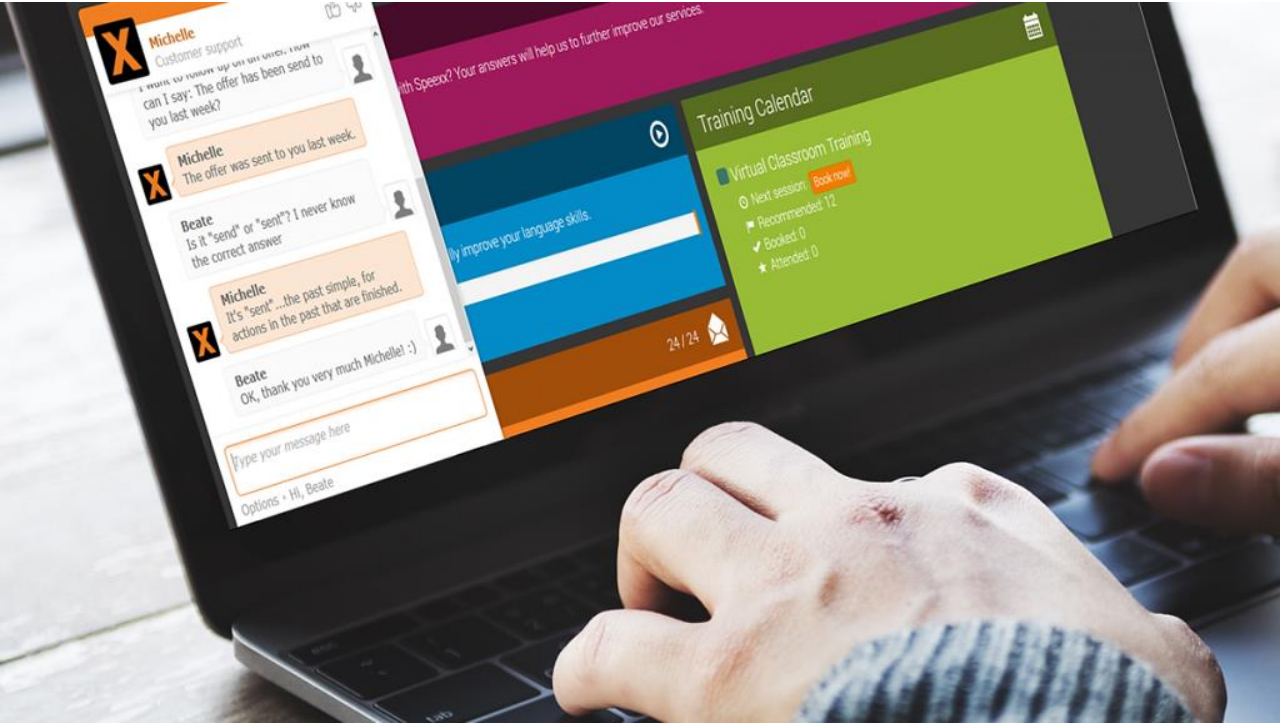 Michelle
Customer support
I want to follow up on an offer. How
can I say: The offer has been send to
you last week?
Michelle
The offer was sent to you last week.
Beate
Is it "send" or "sent"? I never know
the correct answer
Michelle
It's "sent" ...the past simple, for
actions in the past that are finished.
Beate
OK, thank you very much Michelle! :)
Type your message here
Options • Hi, Beate
with Speexx? Your answers will help us to further improve our services.
improve your language skills.
24 / 24
Training Calendar
Virtual Classroom Training
Next session: Book now!
Recommended: 12
Booked: 0
Attended: 0
esc
tab